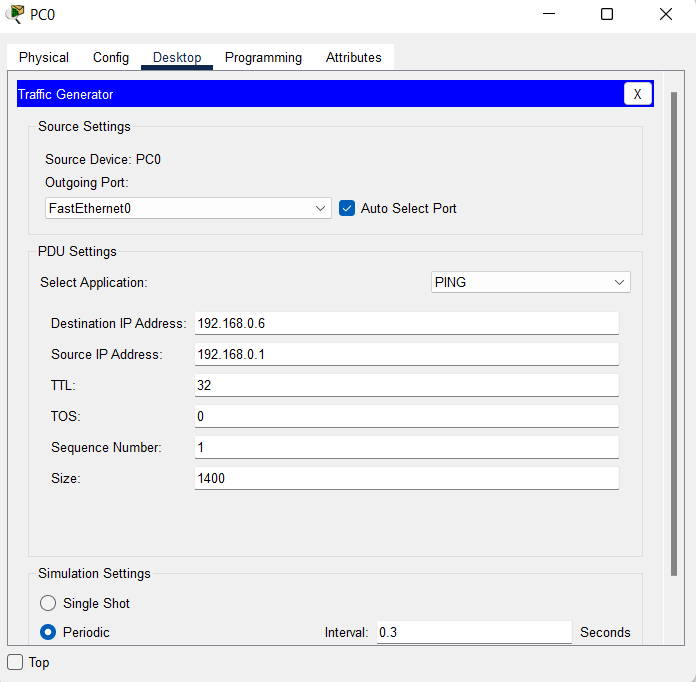 PC0
Physical Config Desktop Programming Attributes
Traffic Generator X
Source Settings
Source Device: PC0
Outgoing Port:
FastEthernet0 Auto Select Port
PDU Settings
Select Application: PING
Destination IP Address: 192.168.0.6
Source IP Address: 192.168.0.1
TTL: 32
TOS: 0
Sequence Number: 1
Size: 1400
Simulation Settings
Single Shot
Periodic Interval: 0.3 Seconds
Top